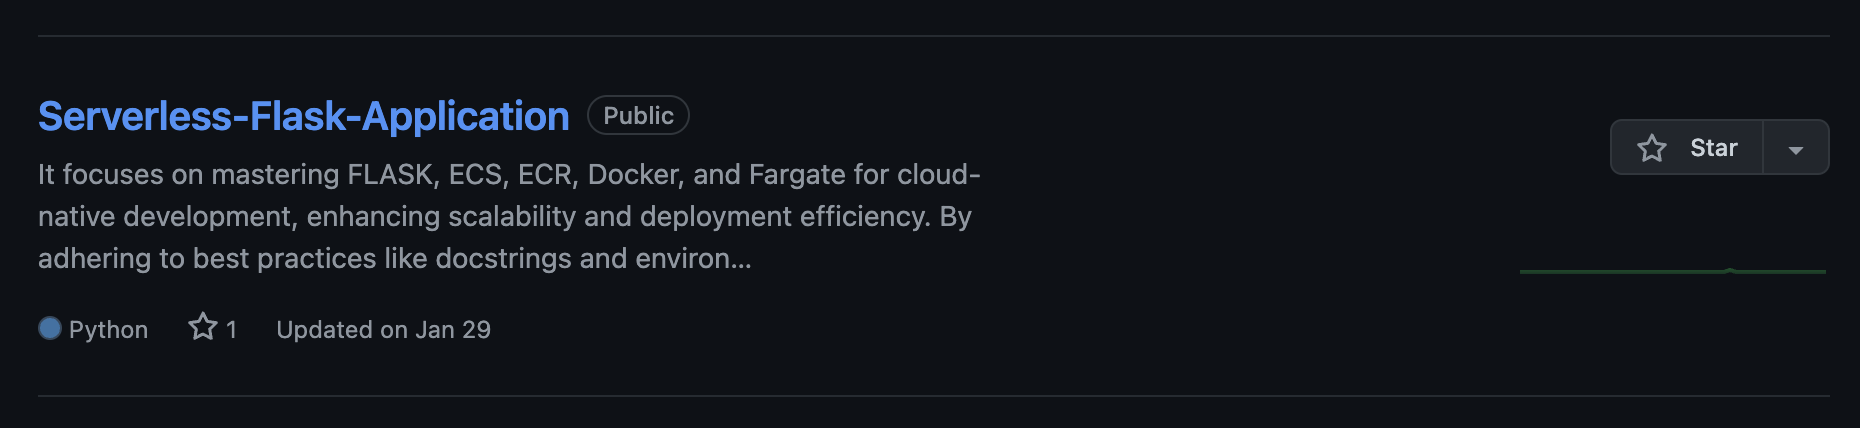 Serverless-Flask-Application Public
Star
It focuses on mastering FLASK, ECS, ECR, Docker, and Fargate for cloud-
native development, enhancing scalability and deployment efficiency. By
adhering to best practices like docstrings and environ...
Python 1 Updated on Jan 29